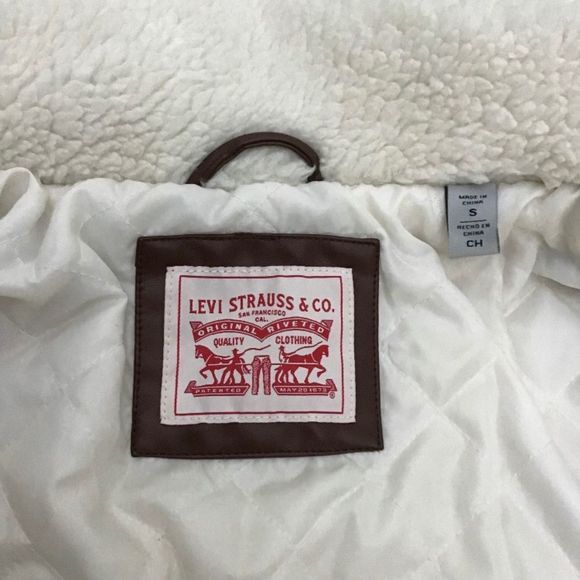 LEVI STRAUSS & CO.
SAN FRANCISCO
CAL.
ORIGINAL RIVETED
QUALITY CLOTHING
PATENTED MAY 20 1873
®
MADE IN
CHINA
S
HECHO EN
CHINA
CH